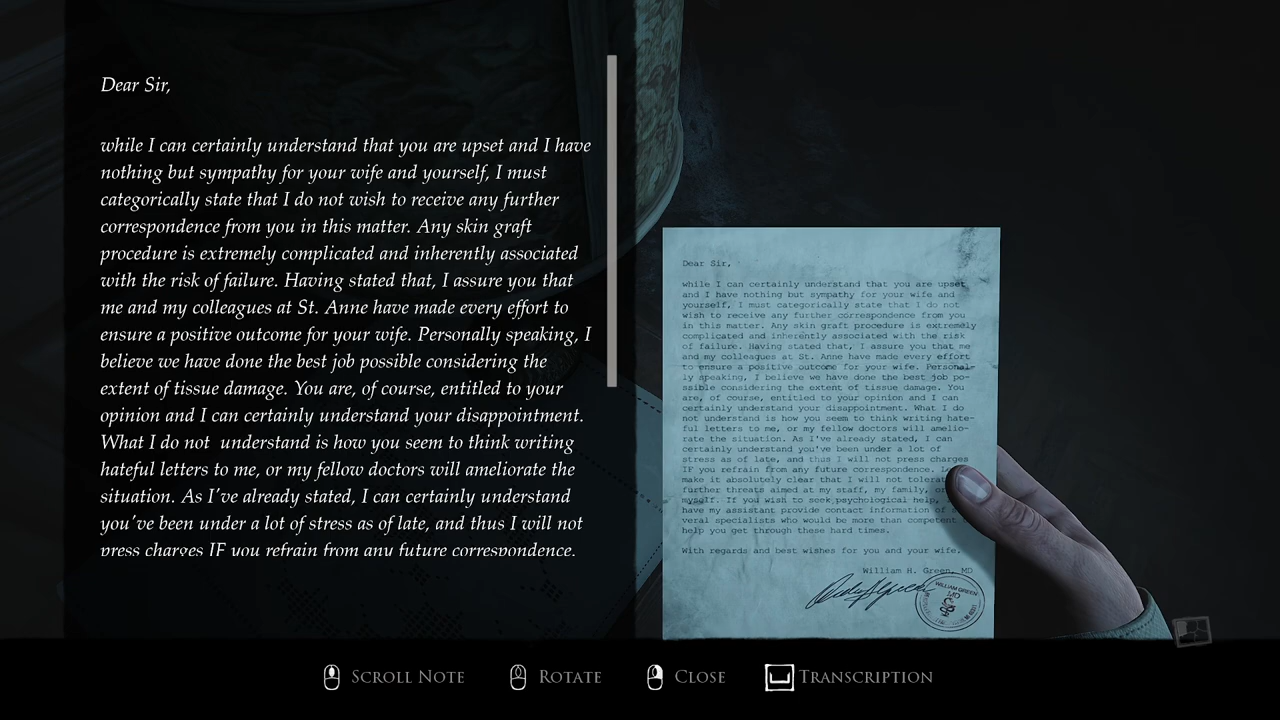 Dear Sir,
while I can certainly understand that you are upset and I have
nothing but sympathy for your wife and yourself, I must
categorically state that I do not wish to receive any further
correspondence from you in this matter. Any skin graft
procedure is extremely complicated and inherently associated
with the risk of failure. Having stated that, I assure you that
me and my colleagues at St. Anne have made every effort to
ensure a positive outcome for your wife. Personally speaking, I
believe we have done the best job possible considering the
extent of tissue damage. You are, of course, entitled to your
opinion and I can certainly understand your disappointment.
What I do not  understand is how you seem to think writing
hateful letters to me, or my fellow doctors will ameliorate the
situation. As I've already stated, I can certainly understand
you've been under a lot of stress as of late, and thus I will not
press charges IF you refrain from any future correspondence.
Dear Sir,
while I can certainly understand that you are upset
and I have nothing but sympathy for your wife and
yourself, I must categorically state that I do not
wish to receive any further correspondence from you
in this matter. Any skin graft procedure is extremely
complicated and inherently associated with the risk
of failure. Having stated that, I assure you that me
and my colleagues at St. Anne have made every effort
to ensure a positive outcome for your wife. Personal-
ly speaking, I believe we have done the best job po-
ssible considering the extent of tissue damage. You
are, of course, entitled to your opinion and I can
certainly understand your disappointment. What I do
not understand is how you seem to think writing hate-
ful letters to me, or my fellow doctors will amelio-
rate the situation. As I've already stated, I can
certainly understand you've been under a lot of
stress as of late, and thus I will not press charges
IF you refrain from any future correspondence.
make it absolutely clear that I will not
further threats aimed at my staff, my family, or
myself. If you wish to seek psychological help,
have my assistant provide contact information
veral specialists who would be more than competent
help you get through these hard times.
With regards and best wishes for you and your wife.
William H. Green, MD
WILLIAM GREEN
MD
SCROLL NOTE
ROTATE
CLOSE
TRANSCRIPTION